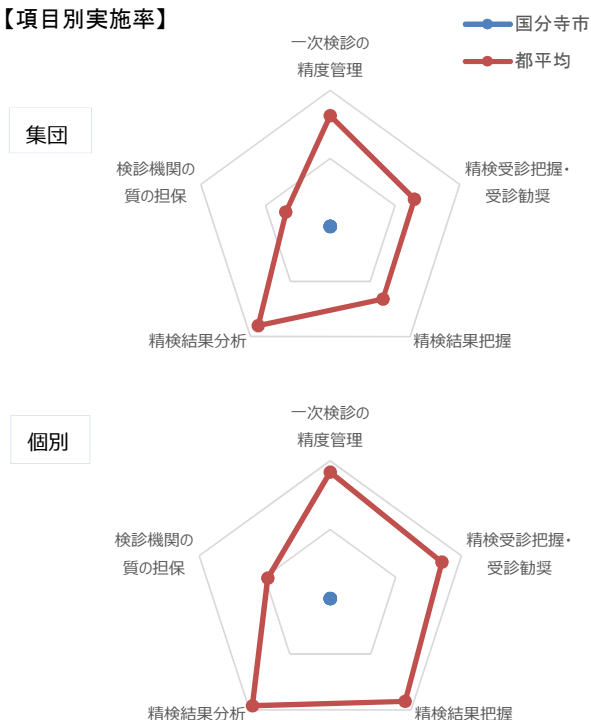 【項目別実施率】
国分寺市
都平均
集団
一次検診の
精度管理
精検受診把握・
受診勧奨
精検結果把握
精検結果分析
検診機関の
質の担保
個別
一次検診の
精度管理
精検受診把握・
受診勧奨
精検結果把握
精検結果分析
検診機関の
質の担保